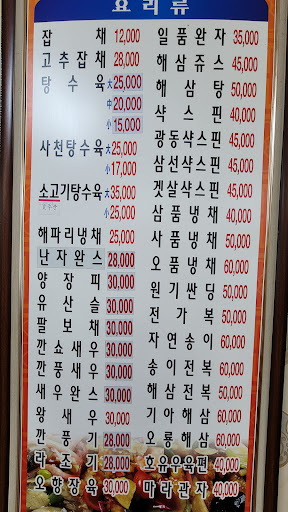 요리류
잡채 12,000
고추잡채 28,000
탕수육 大25,000
中20,000
小15,000
사천탕수육 大25,000
小17,000
소고기탕수육 大35,000
小25,000
해파리냉채 25,000
난자완스 28,000
양장피 30,000
유산슬 30,000
팔보채 30,000
깐쇼새우 30,000
깐풍새우 30,000
새우완스 30,000
왕새우 30,000
깐풍기 28,000
라조기 28,000
오향장육 30,000
일품완자 35,000
해삼쥬스 45,000
해삼탕 50,000
샥스핀 40,000
광동샥스핀 45,000
삼선샥스핀 45,000
겟살샥스핀 45,000
삼품냉채 40,000
사품냉채 50,000
오품냉채 60,000
원기싼딩 50,000
전가복 50,000
자연송이 60,000
송이전복 60,000
해삼전복 50,000
기아해삼 60,000
오룡해삼 60,000
호유우육편 40,000
마라관자 40,000